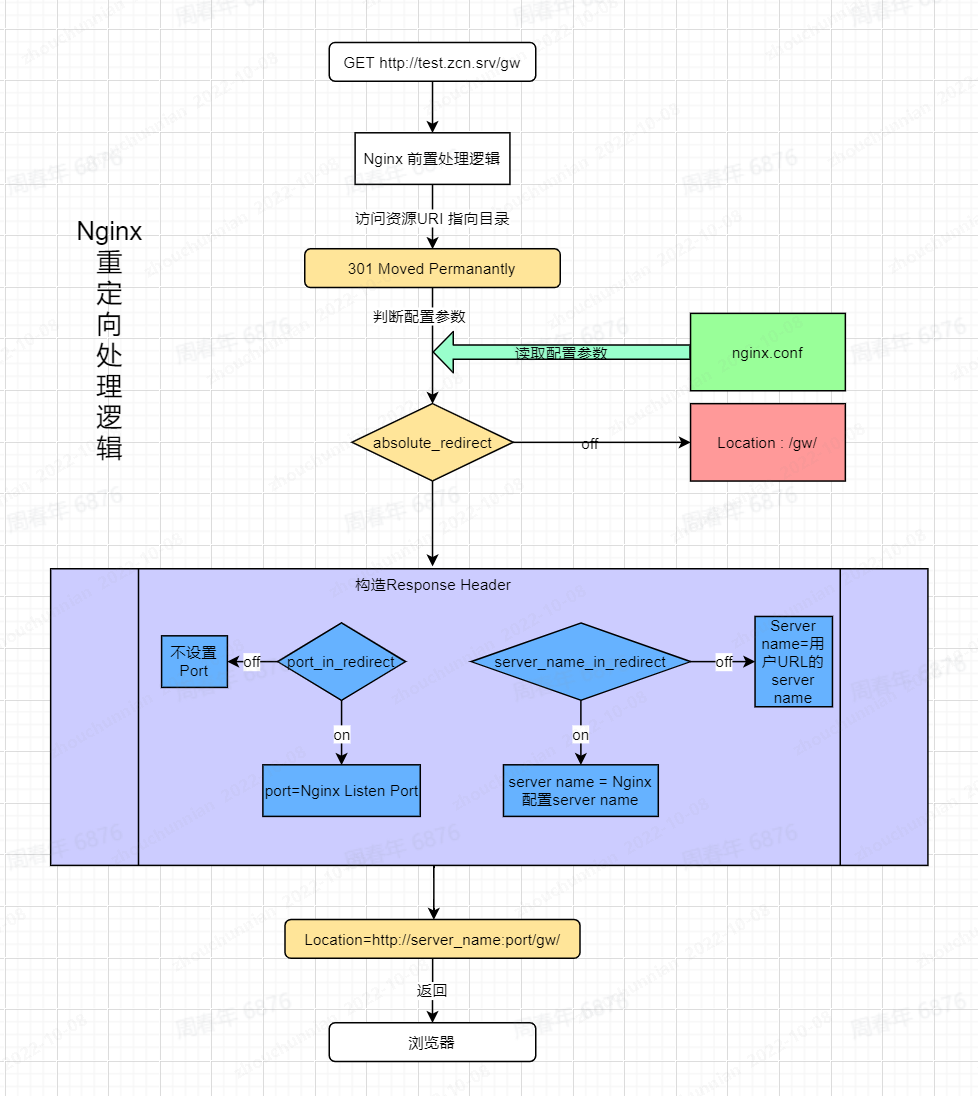 GET http://test.zcn.srv/gw
Nginx 前置处理逻辑
访问资源URI 指向目录
Nginx
重
定
向
处
理
逻
辑
301 Moved Permanantly
判断配置参数
读取配置参数
nginx.conf
absolute_redirect
off
Location : /gw/
构造Response Header
不设置
Port
off
port_in_redirect
server_name_in_redirect
off
Server
name=用
户URL的
server
name
on
on
port=Nginx Listen Port
server name = Nginx
配置server name
Location=http://server_name:port/gw/
返回
浏览器
周春年 6876
zhouchunnian 2022-10-08